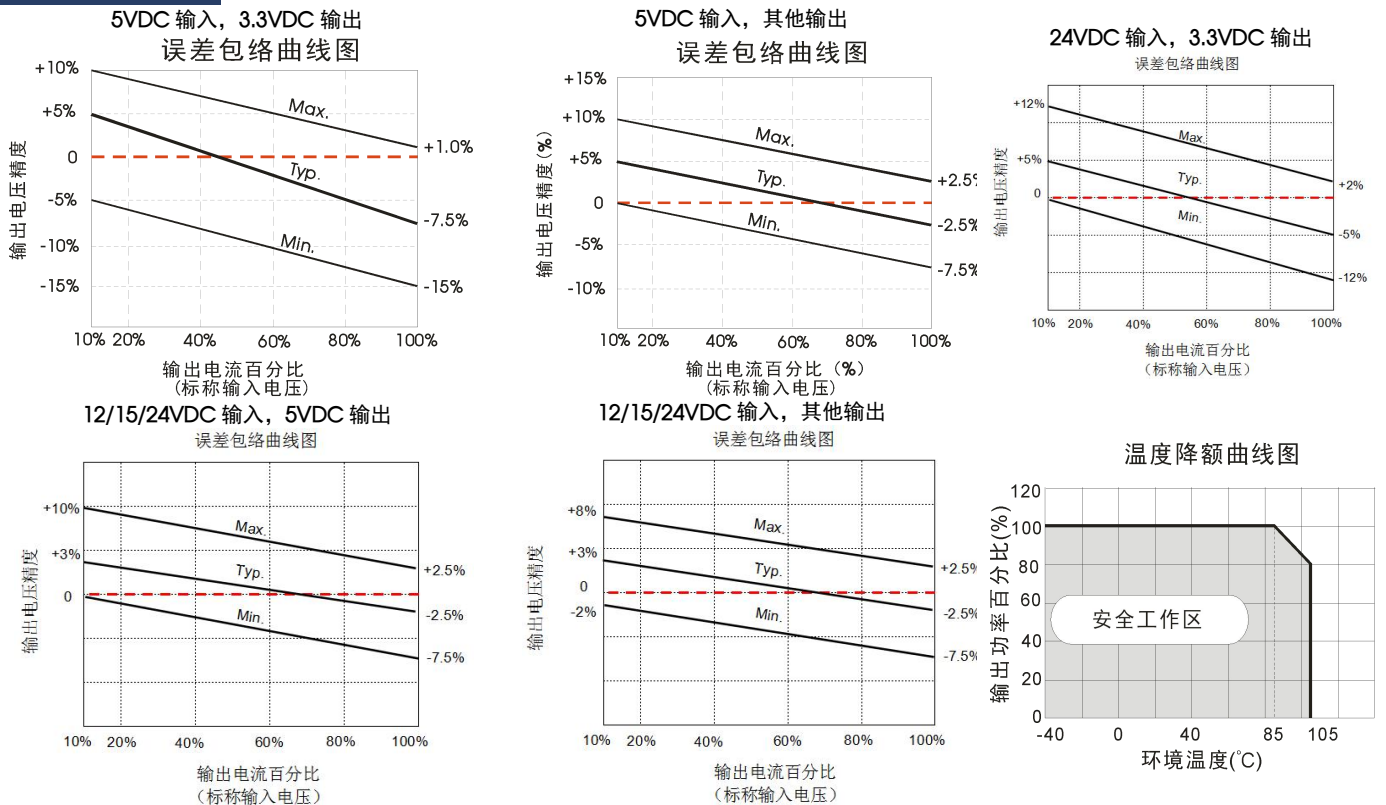 5VDC 输入，3.3VDC 输出
误差包络曲线图
+10%
+5%
0
-5%
-10%
-15%
Max.
Typ.
Min.
+1.0%
-7.5%
-15%
输出电压精度
10% 20% 40% 60% 80% 100%
输出电流百分比
(标称输入电压)
5VDC 输入，其他输出
误差包络曲线图
+15%
+10%
+5%
0
-5%
-10%
Max.
Typ.
Min.
+2.5%
-2.5%
-7.5%
输出电压精度(%)
10% 20% 40% 60% 80% 100%
输出电流百分比（%）
(标称输入电压)
24VDC 输入，3.3VDC 输出
误差包络曲线图
+12%
+5%
0
Max.
Typ.
Min.
+2%
-5%
-12%
输出电压精度
10% 20% 40% 60% 80% 100%
输出电流百分比
（标称输入电压）
12/15/24VDC 输入，5VDC 输出
误差包络曲线图
+10%
+3%
0
Max.
Typ.
Min.
+2.5%
-2.5%
-7.5%
输出电压精度
10% 20% 40% 60% 80% 100%
输出电流百分比
（标称输入电压）
12/15/24VDC 输入，其他输出
误差包络曲线图
+8%
+3%
0
-2%
Max.
Typ.
Min.
+2.5%
-2.5%
-7.5%
输出电压精度
10% 20% 40% 60% 80% 100%
输出电流百分比
（标称输入电压）
温度降额曲线图
120
100
80
60
40
20
0
安全工作区
输出功率百分比(%)
-40 0 40 85 105
环境温度(℃)